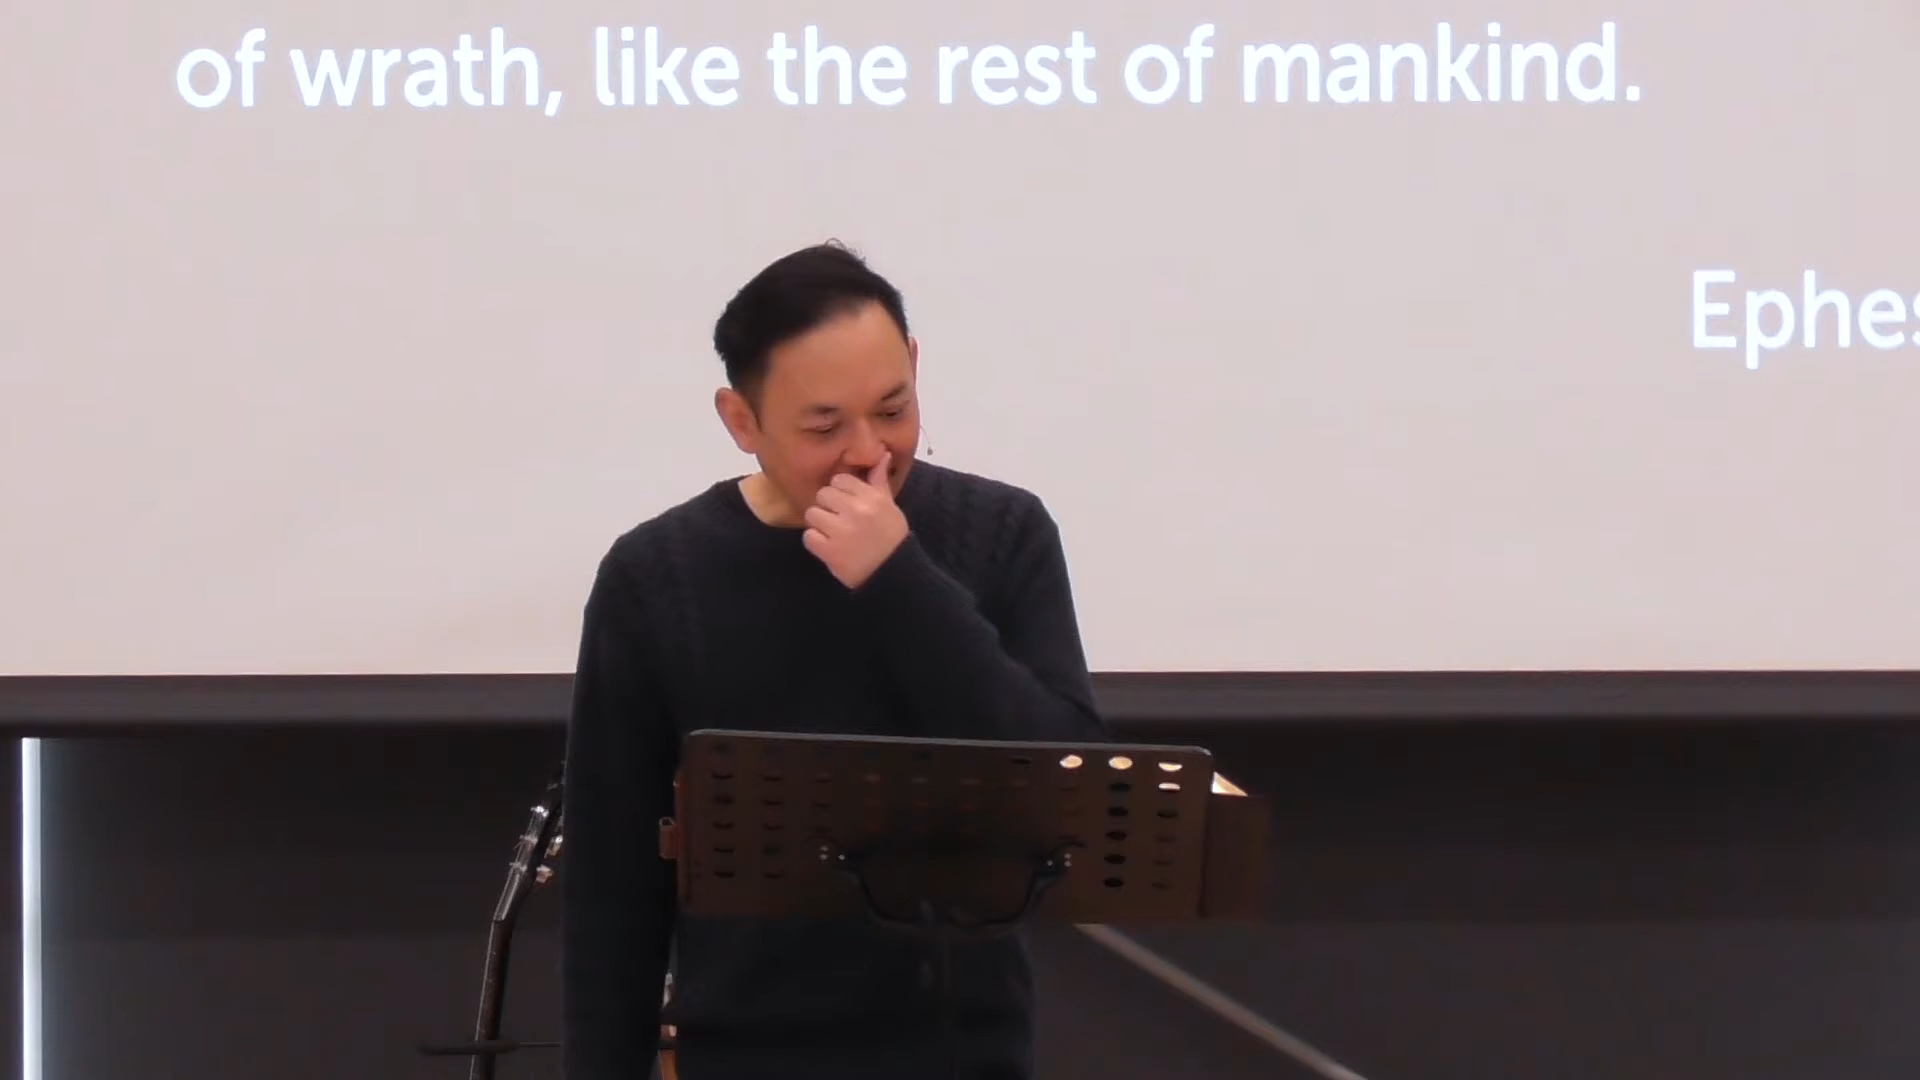 of wrath, like the rest of mankind.
Ephes